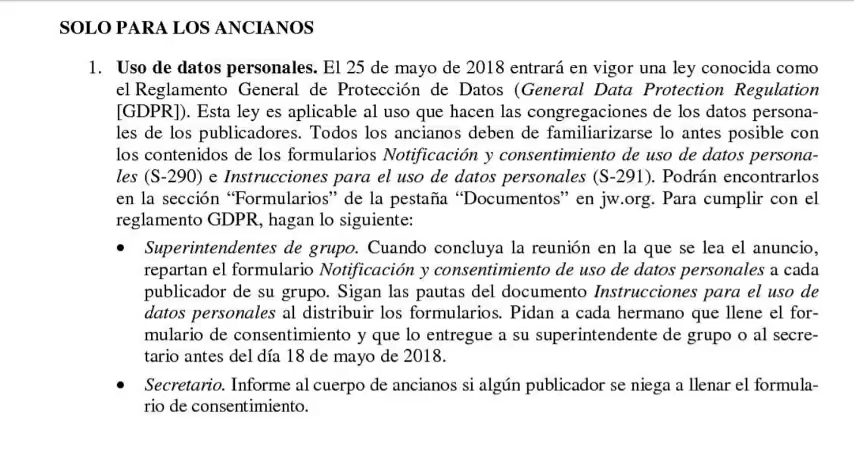 SOLO PARA LOS ANCIANOS
1. Uso de datos personales. El 25 de mayo de 2018 entrará en vigor una ley conocida como
el Reglamento General de Protección de Datos (General Data Protection Regulation
[GDPR]). Esta ley es aplicable al uso que hacen las congregaciones de los datos persona-
les de los publicadores. Todos los ancianos deben de familiarizarse lo antes posible con
los contenidos de los formularios Notificación y consentimiento de uso de datos persona-
les (S-290) e Instrucciones para el uso de datos personales (S-291). Podrán encontrarlos
en la sección “Formularios” de la pestaña “Documentos” en jw.org. Para cumplir con el
reglamento GDPR, hagan lo siguiente:
• Superintendentes de grupo. Cuando concluya la reunión en la que se lea el anuncio,
repartan el formulario Notificación y consentimiento de uso de datos personales a cada
publicador de su grupo. Sigan las pautas del documento Instrucciones para el uso de
datos personales al distribuir los formularios. Pidan a cada hermano que llene el for-
mulario de consentimiento y que lo entregue a su superintendente de grupo o al secre-
tario antes del día 18 de mayo de 2018.
• Secretario. Informe al cuerpo de ancianos si algún publicador se niega a llenar el formula-
rio de consentimiento.